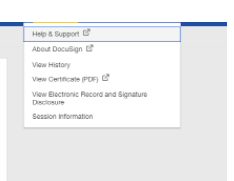 Help & Support
About DocuSign
View History
View Certificate (PDF)
View Electronic Record and Signature
Disclosure
Session Information